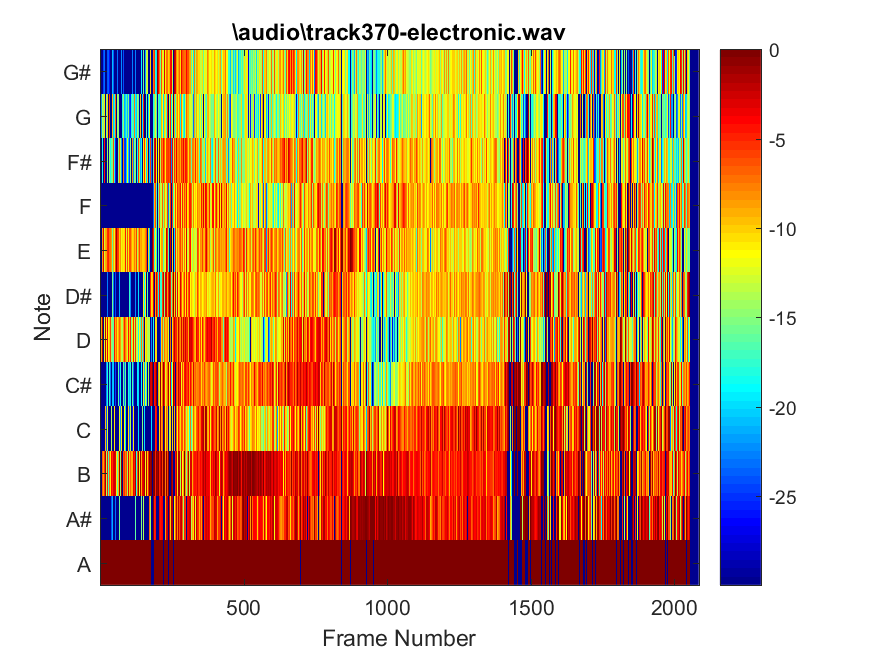 \audio\track370-electronic.wav
G#
G
F#
F
E
D#
D
C#
C
B
A#
A
Note
500
1000
1500
2000
Frame Number
0
-5
-10
-15
-20
-25